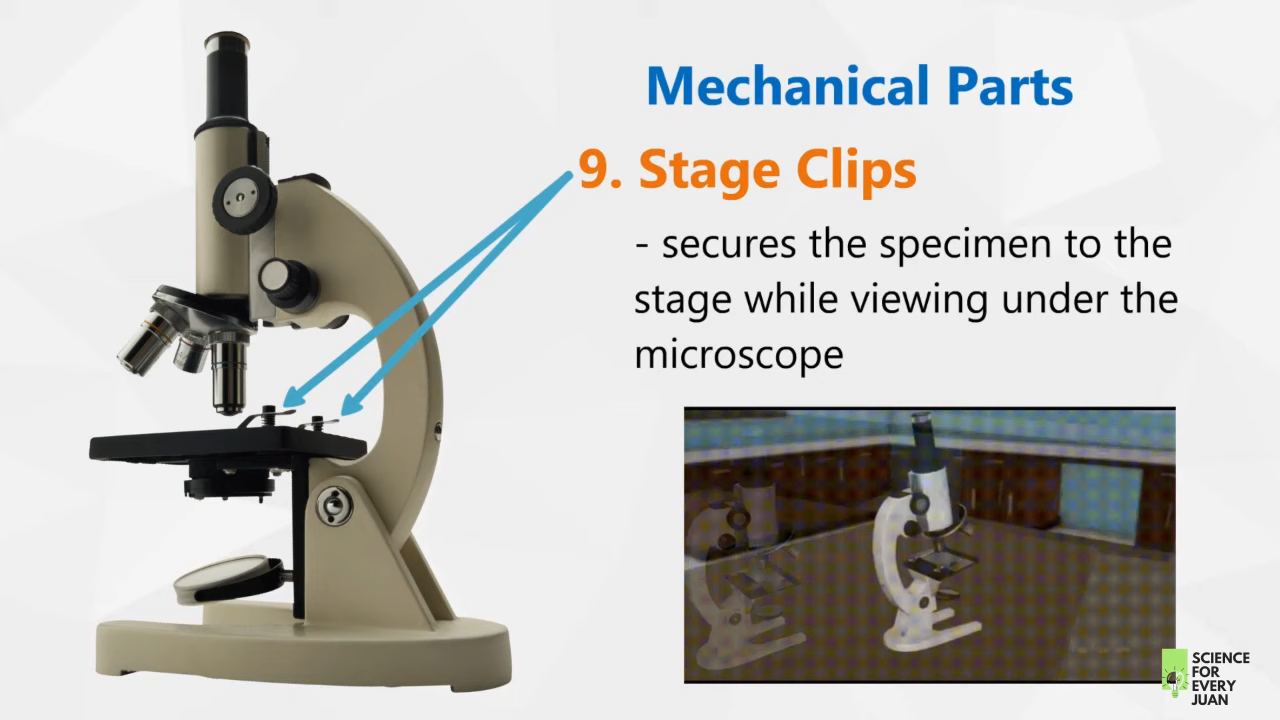 Mechanical Parts
9. Stage Clips
- secures the specimen to the
stage while viewing under the
microscope
SCIENCE
FOR
EVERY
JUAN